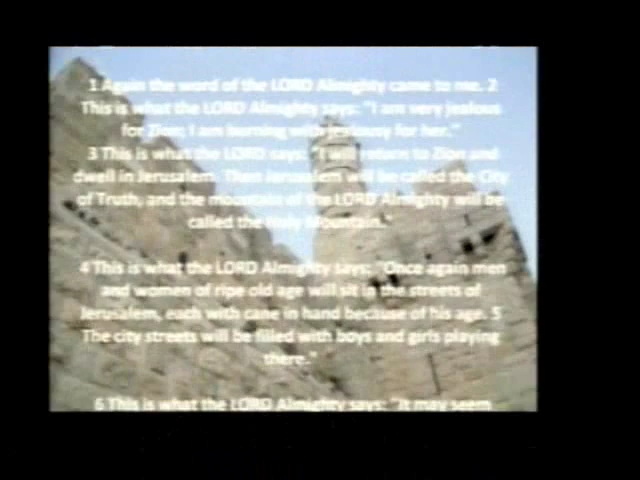 1 Again the word of the LORD Almighty came to me. 2
This is what the LORD Almighty says: "I am very jealous
for Zion; I am burning with jealousy for her."
3 This is what the LORD says: "I will return to Zion and
dwell in Jerusalem. Then Jerusalem will be called the City
of Truth, and the mountain of the LORD Almighty will be
called the Holy Mountain."
4 This is what the LORD Almighty says: "Once again men
and women of ripe old age will sit in the streets of
Jerusalem, each with cane in hand because of his age. 5
The city streets will be filled with boys and girls playing
there."
6 This is what the LORD Almighty says: "It may seem